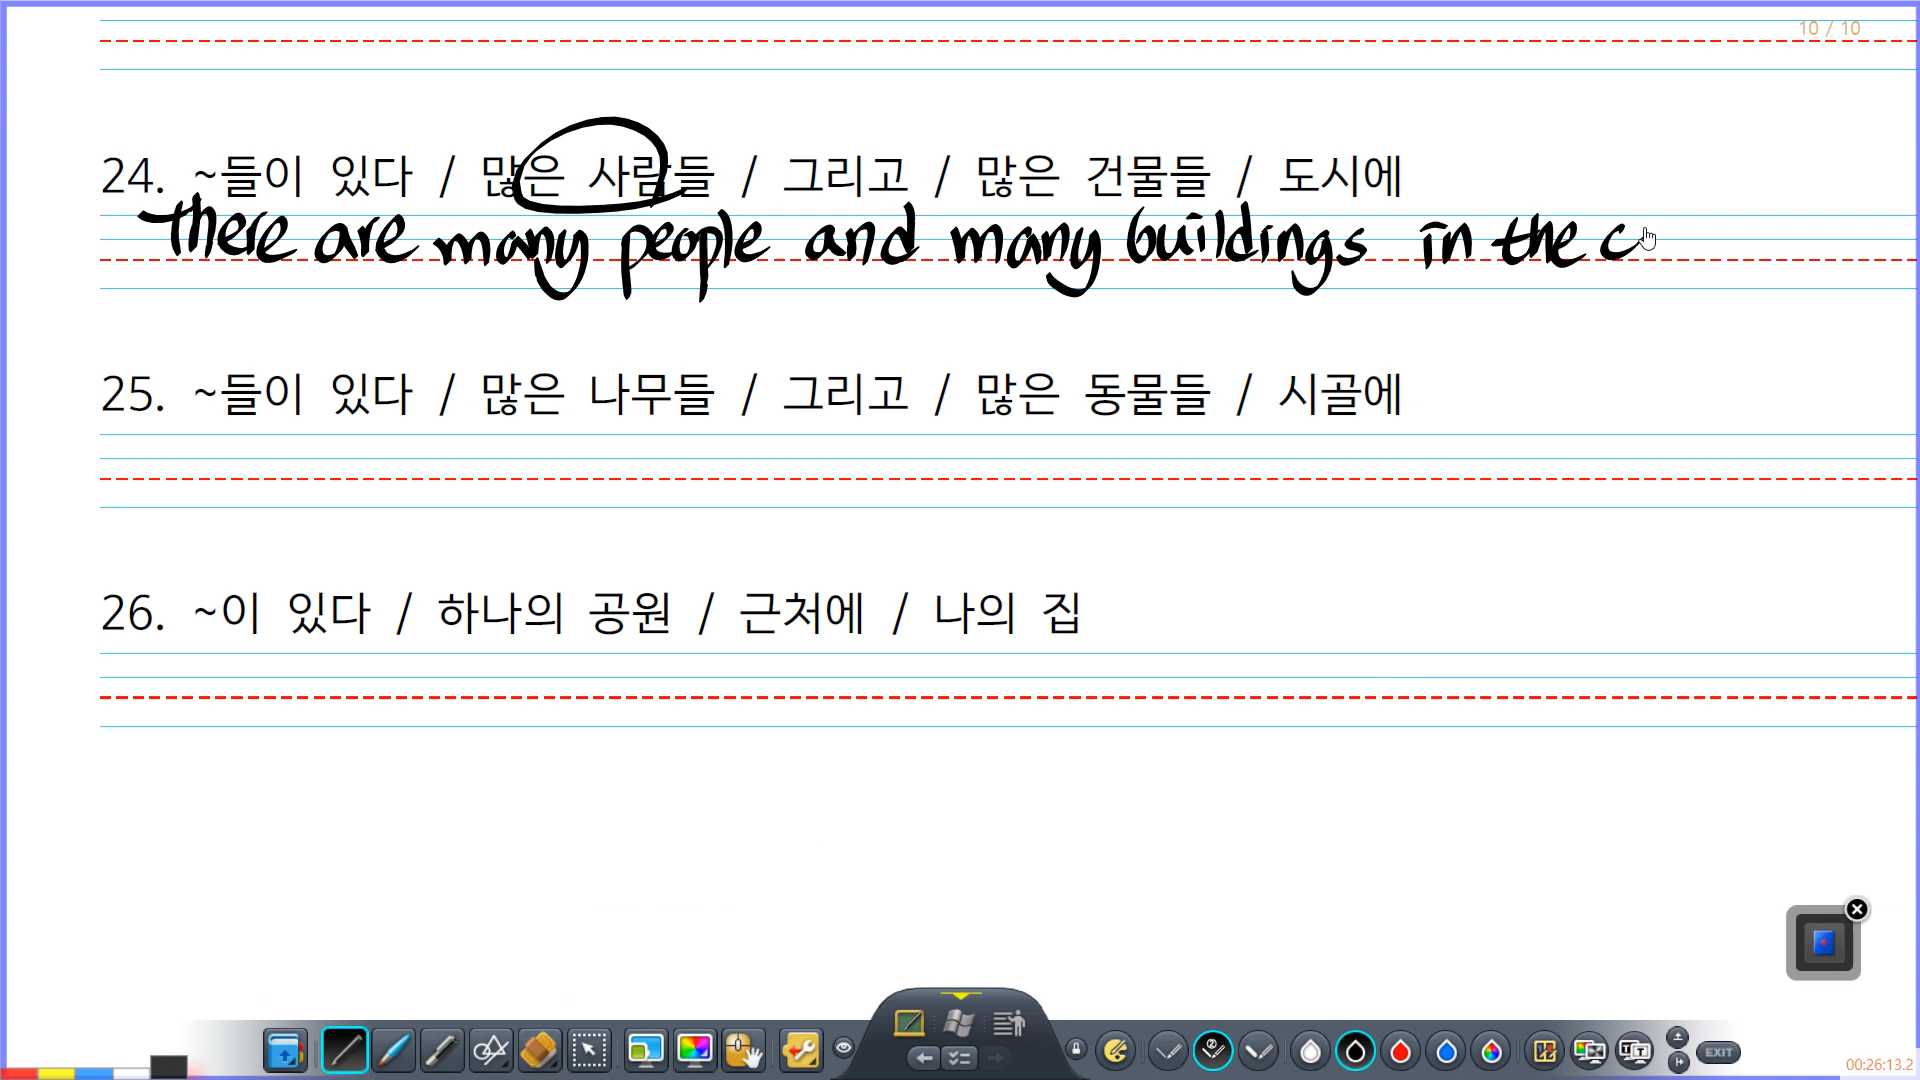 10 / 10
24. ~들이 있다 / 많은 사람들 / 그리고 / 많은 건물들 / 도시에
there are many people and many buildings in the c
25. ~들이 있다 / 많은 나무들 / 그리고 / 많은 동물들 / 시골에
26. ~이 있다 / 하나의 공원 / 근처에 / 나의 집
EXIT
00:26:13.2